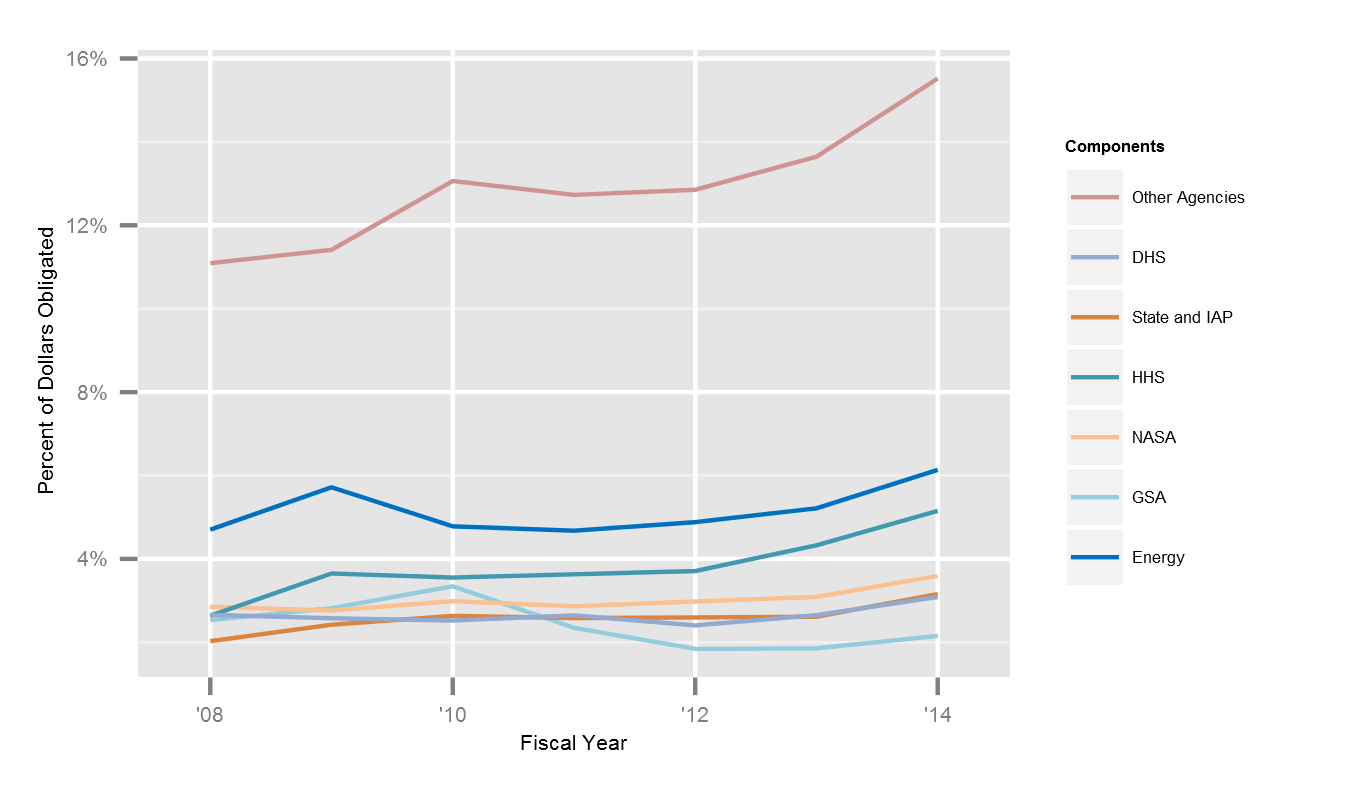 16%
12%
8%
4%
Percent of Dollars Obligated
'08
'10
'12
'14
Fiscal Year
Components
Other Agencies
DHS
State and IAP
HHS
NASA
GSA
Energy